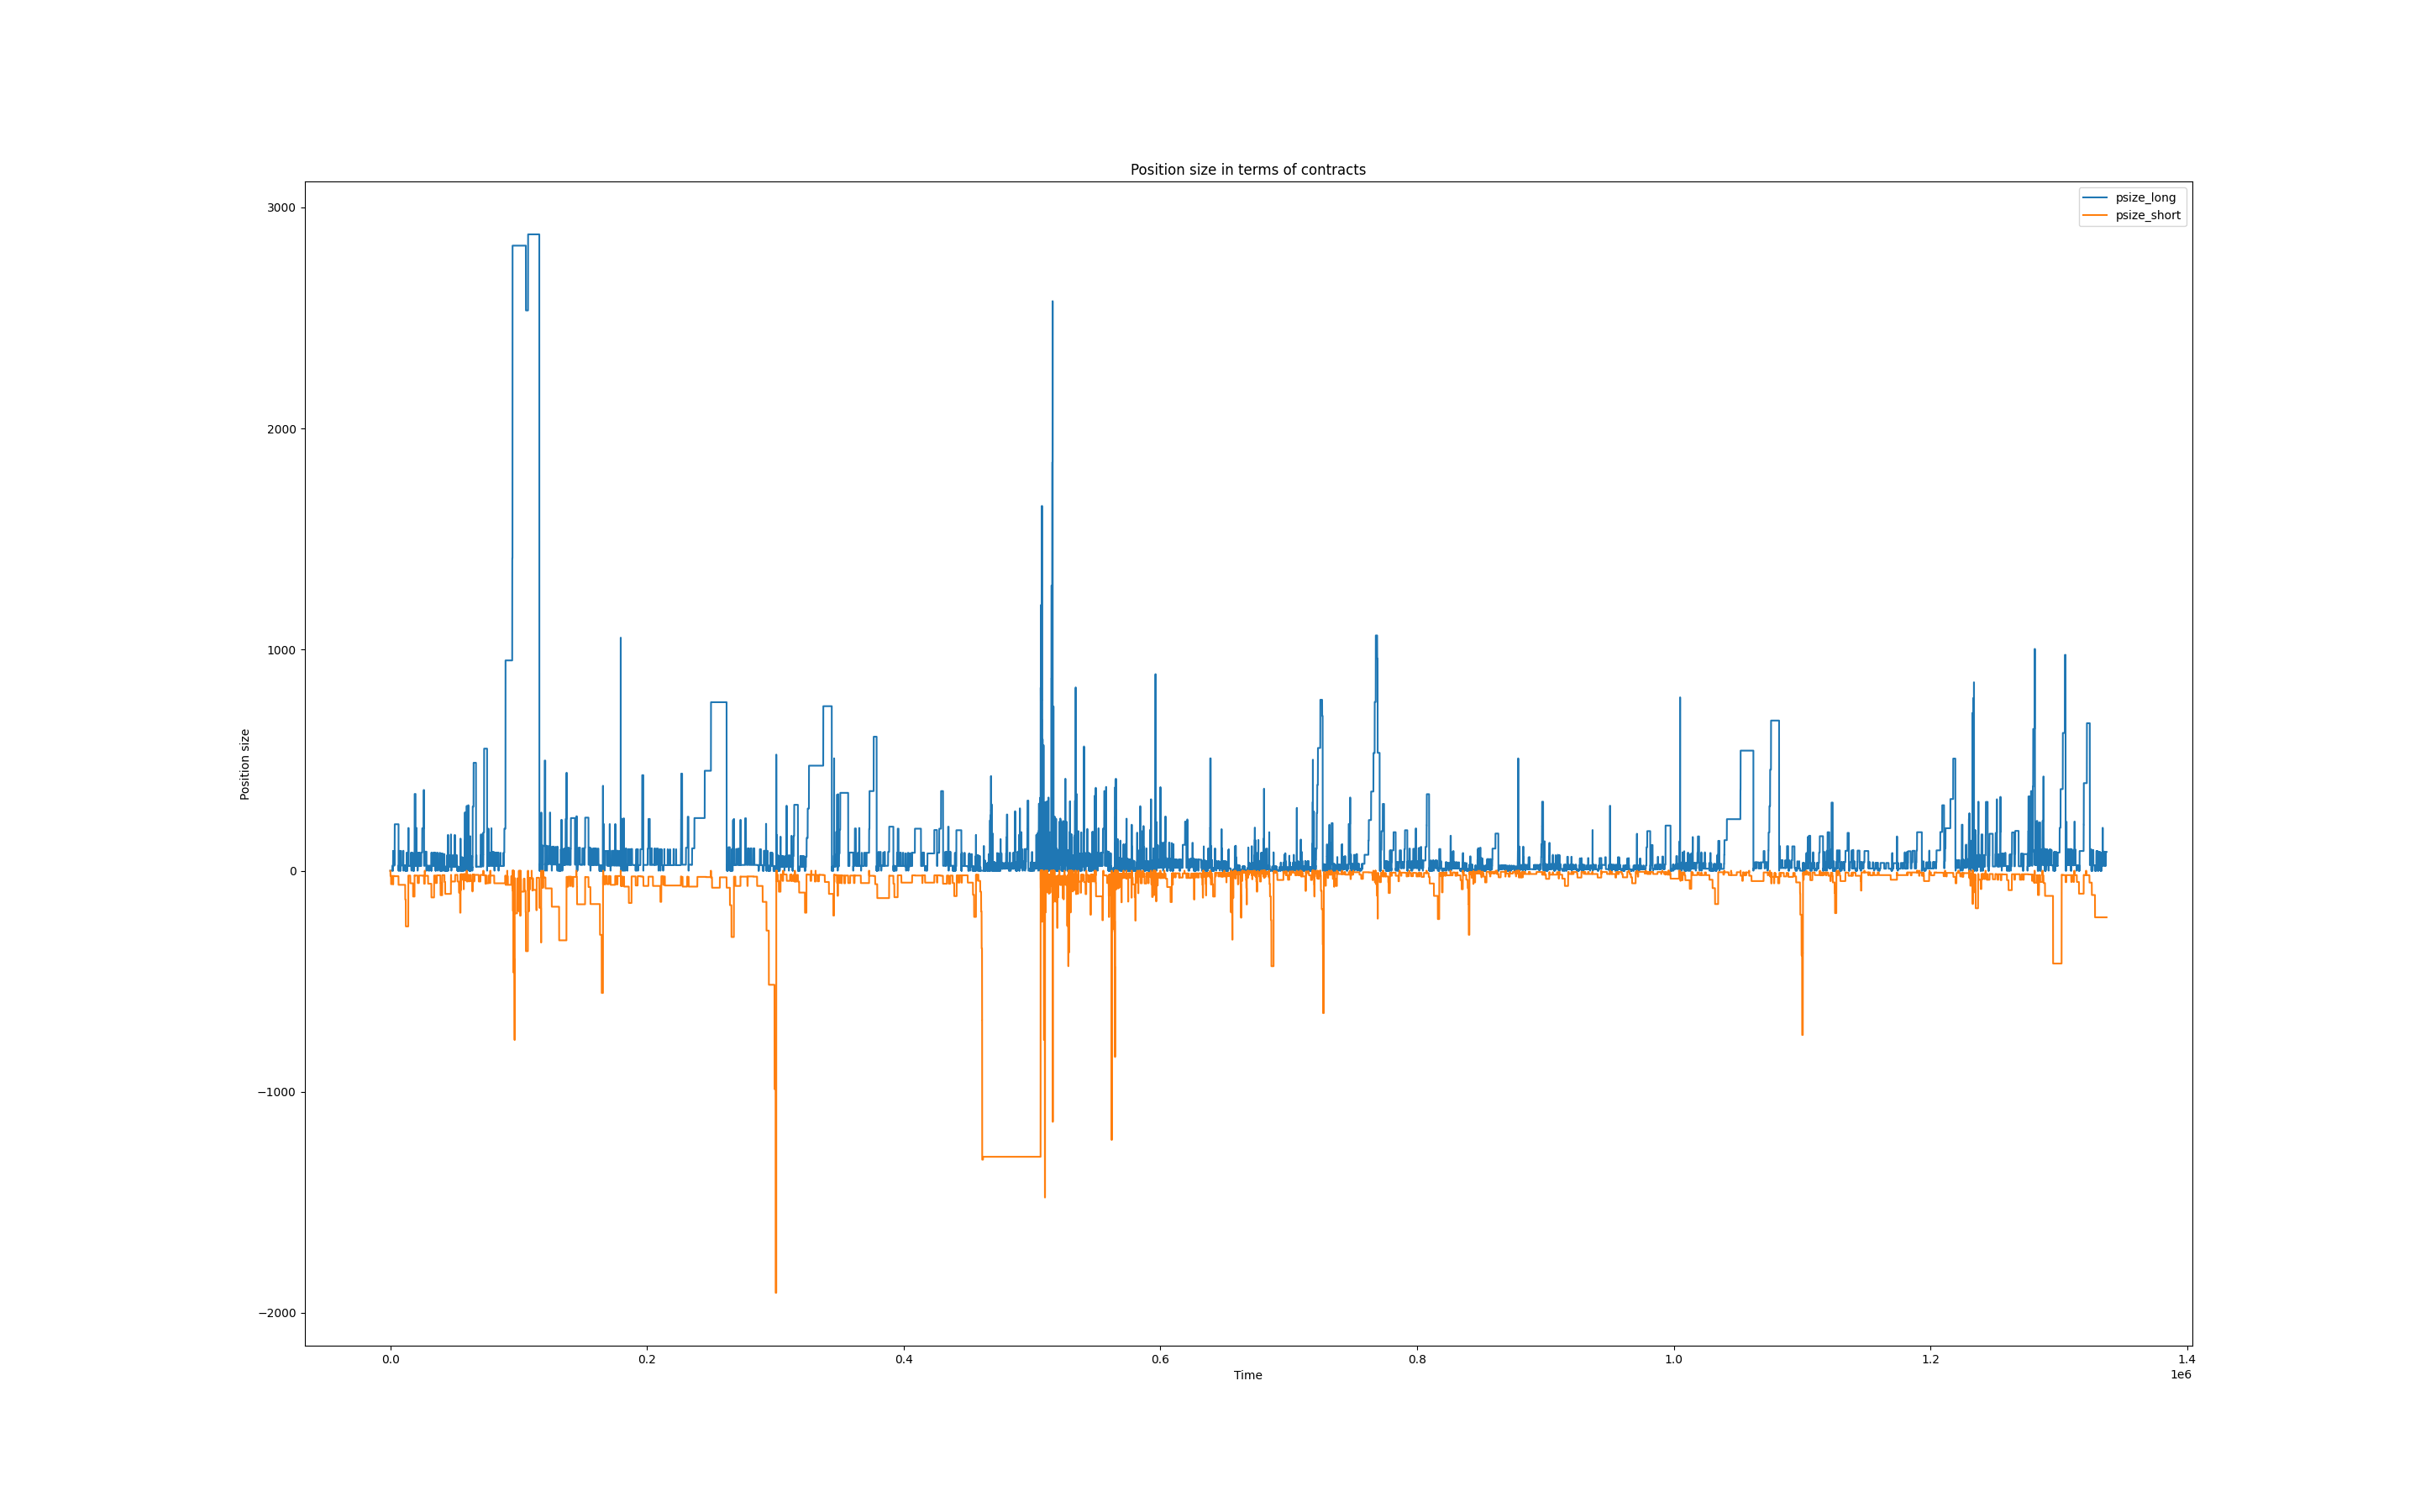 Position size in terms of contracts
psize_long
psize_short
3000
2000
1000
0
−1000
−2000
Position size
0.0 0.2 0.4 0.6 0.8 1.0 1.2 1.4
1e6
Time